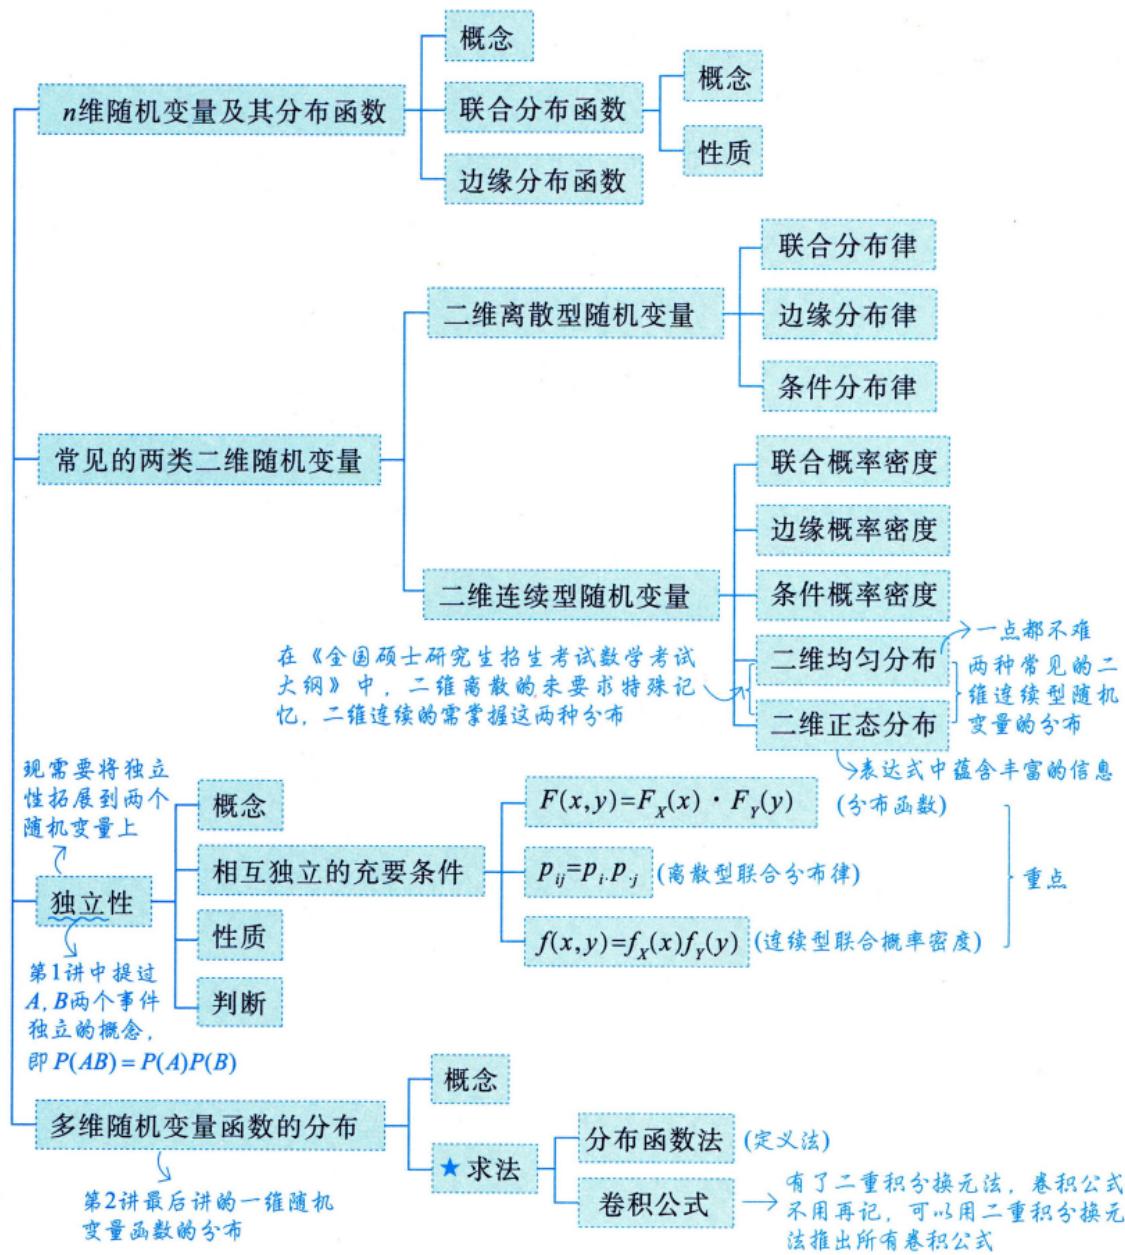 概念
n维随机变量及其分布函数
联合分布函数
概念
性质
边缘分布函数
常见的两类二维随机变量
二维离散型随机变量
联合分布律
边缘分布律
条件分布律
二维连续型随机变量
联合概率密度
边缘概率密度
条件概率密度
二维均匀分布
一点都不难
二维正态分布
两种常见的二
维连续型随机
变量的分布
在《全国硕士研究生招生考试数学考试
大纲》中，二维离散的未要求特殊记
忆，二维连续的需掌握这两种分布
表达式中蕴含丰富的信息
现需要将独立
性拓展到两个
随机变量上
独立性
第1讲中提过
A, B两个事件
独立的概念，
即 P(AB)=P(A)P(B)
概念
相互独立的充要条件
F(x,y)=F_X(x)·F_Y(y) (分布函数)
p_{ij}=p_{i·}p_{·j} (离散型联合分布律)
f(x,y)=f_X(x)f_Y(y) (连续型联合概率密度)
重点
性质
判断
多维随机变量函数的分布
第2讲最后讲的一维随机
变量函数的分布
概念
★求法
分布函数法 (定义法)
卷积公式
有了二重积分换元法，卷积公式
不用再记，可以用二重积分换元
法推出所有卷积公式